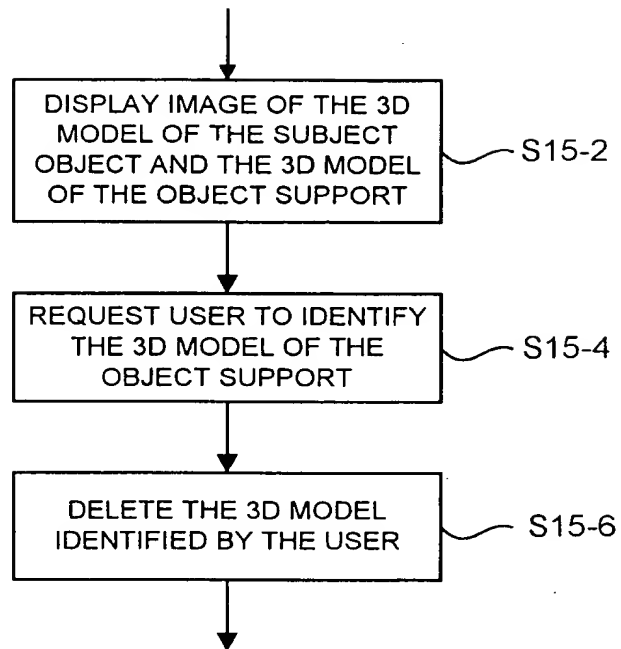 DISPLAY IMAGE OF THE 3D
MODEL OF THE SUBJECT
OBJECT AND THE 3D MODEL
OF THE OBJECT SUPPORT
S15-2
REQUEST USER TO IDENTIFY
THE 3D MODEL OF THE
OBJECT SUPPORT
S15-4
DELETE THE 3D MODEL
IDENTIFIED BY THE USER
S15-6